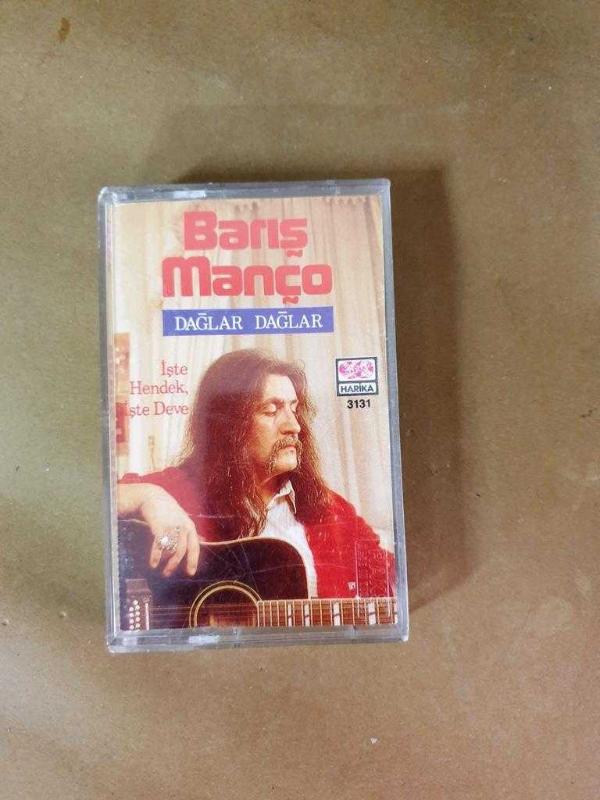 Barış
Manço
DAĞLAR DAĞLAR
İşte
Hendek,
İşte Deve
HARİKA
3131